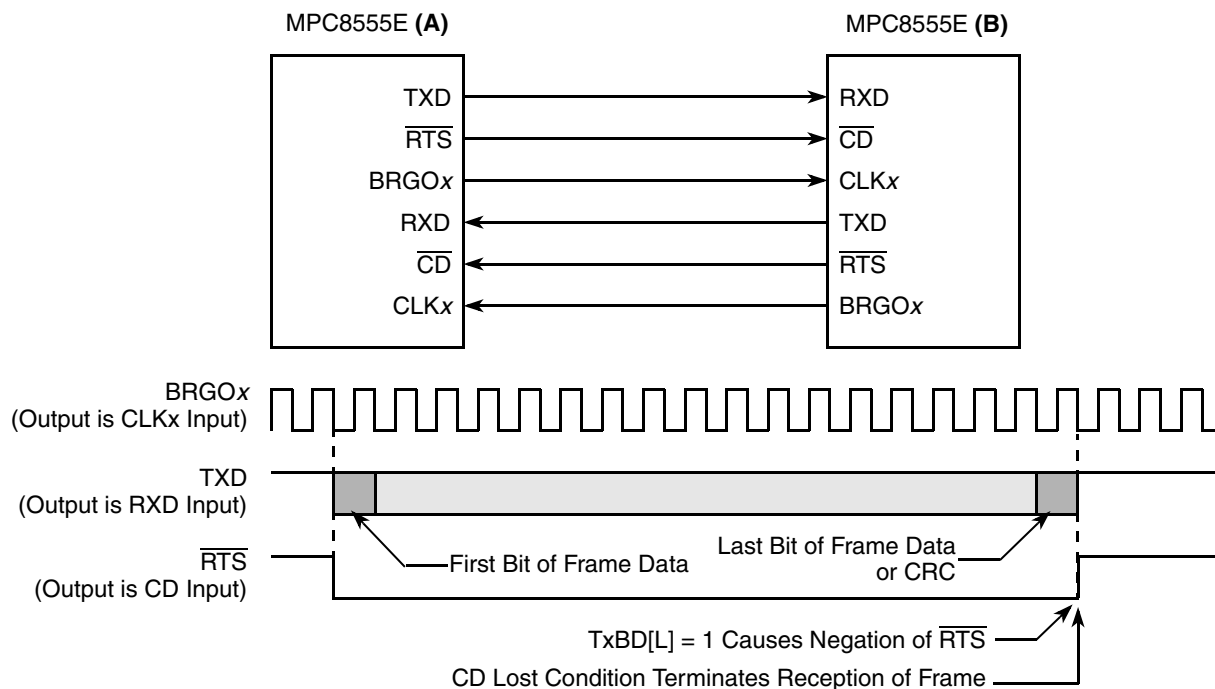 MPC8555E (A)
MPC8555E (B)
TXD
RXD
RTS
CD
BRGOx
CLKx
RXD
TXD
CD
RTS
CLKx
BRGOx
BRGOx
(Output is CLKx Input)
TXD
(Output is RXD Input)
RTS
(Output is CD Input)
First Bit of Frame Data
Last Bit of Frame Data
or CRC
TxBD[L] = 1 Causes Negation of RTS
CD Lost Condition Terminates Reception of Frame